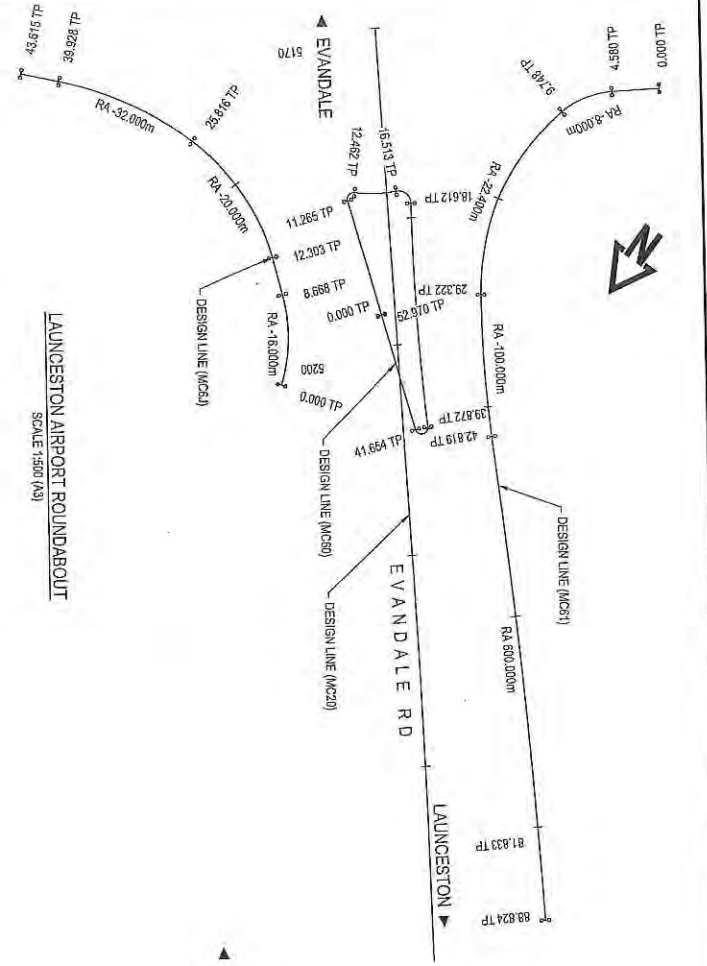 0.000 TP
4.580 TP
RA -8.000m
9.748 TP
RA -22.400m
29.322 TP
RA -100.000m
39.872 TP
42.819 TP
DESIGN LINE (MC61)
RA 600.000m
81.833 TP
88.824 TP
N
◀ EVANDALE
5170
16.513 TP
12.462 TP
18.612 TP
11.265 TP
0.000 TP
52.970 TP
41.654 TP
DESIGN LINE (MC60)
DESIGN LINE (MC20)
EVANDALE RD
LAUNCESTON ▶
43.615 TP
39.928 TP
RA -32.000m
25.816 TP
RA -20.000m
12.303 TP
8.668 TP
RA -16.000m
5200
0.000 TP
DESIGN LINE (MC6J)
LAUNCESTON AIRPORT ROUNDABOUT
SCALE 1:500 (A3)